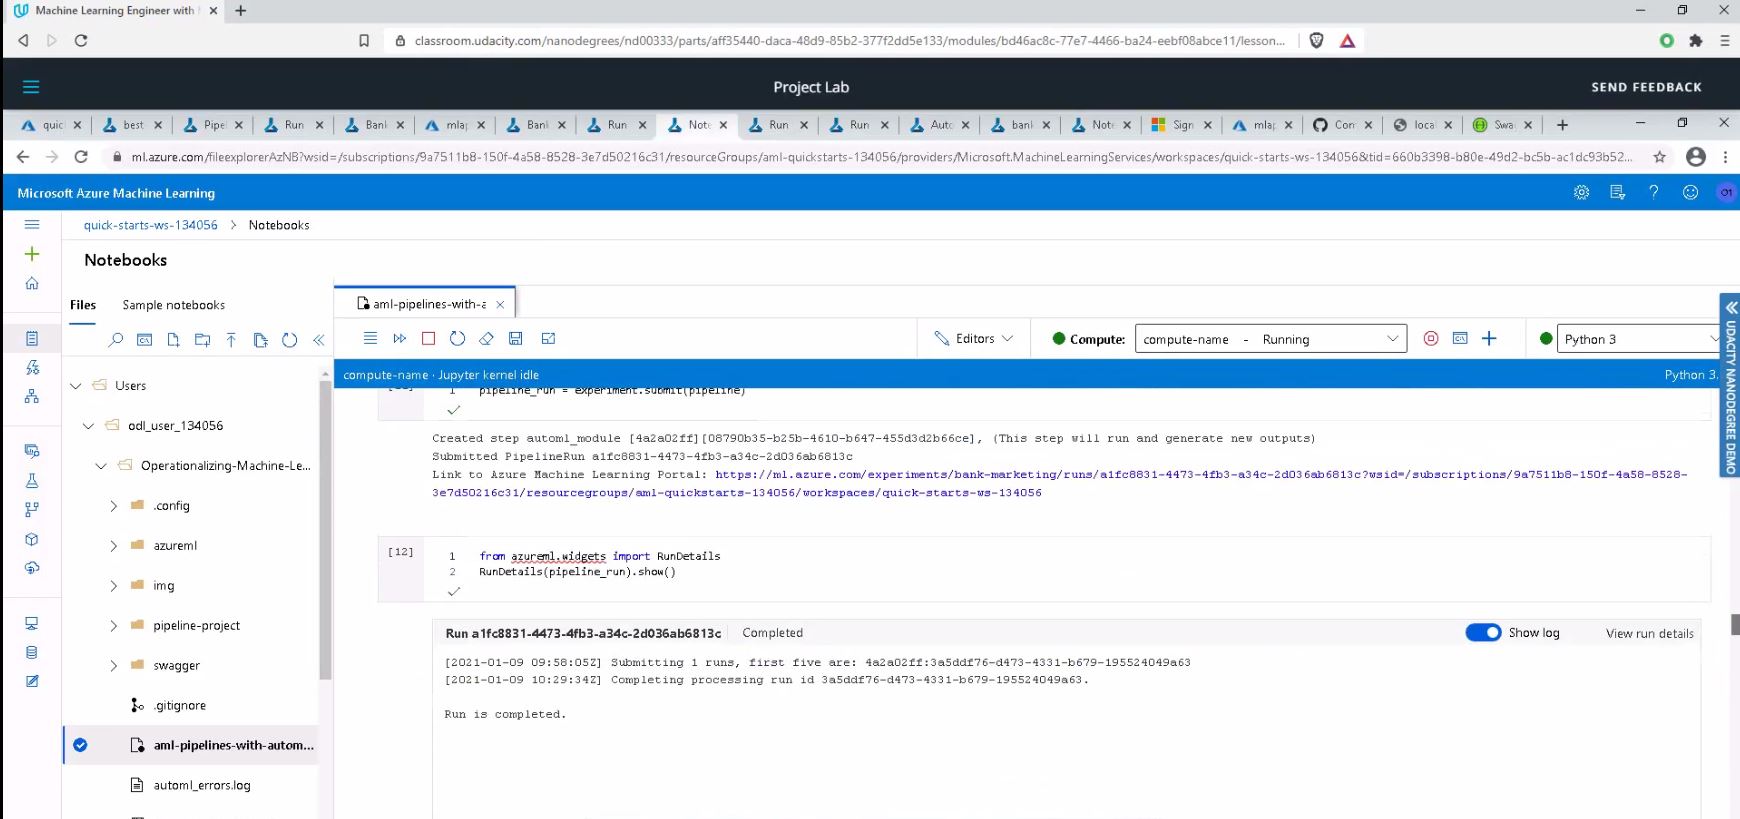 Machine Learning Engineer with
classroom.udacity.com/nanodegrees/nd00333/parts/aff35440-daca-48d9-85b2-377f2dd5e133/modules/bd46ac8c-77e7-4466-ba24-eebf08abce11/lesson...
Project Lab
SEND FEEDBACK
quic best Pipe Run Bank mlap Bank Run Note Run Run Auto bank Note Sign mlap Con local Swa
ml.azure.com/fileexplorerAzNB?wsid=/subscriptions/9a7511b8-150f-4a58-8528-3e7d50216c31/resourceGroups/aml-quickstarts-134056/providers/Microsoft.MachineLearningServices/workspaces/quick-starts-ws-134056&tid=660b3398-b80e-49d2-bc5b-ac1dc93b52...
Microsoft Azure Machine Learning
O1
quick-starts-ws-134056 > Notebooks
Notebooks
Files Sample notebooks
aml-pipelines-with-a
Editors
Compute: compute-name - Running
Python 3
compute-name · Jupyter kernel idle
Python 3.
UDACITY NANODEGREE DEMO
Users
odl_user_134056
Operationalizing-Machine-Le...
.config
azureml
img
pipeline-project
swagger
.gitignore
aml-pipelines-with-autom...
automl_errors.log
1 pipeline_run = experiment.submit(pipeline)
Created step automl_module [4a2a02ff][08790b35-b25b-4610-b647-455d3d2b66ce], (This step will run and generate new outputs)
Submitted PipelineRun a1fc8831-4473-4fb3-a34c-2d036ab6813c
Link to Azure Machine Learning Portal: https://ml.azure.com/experiments/bank-marketing/runs/a1fc8831-4473-4fb3-a34c-2d036ab6813c?wsid=/subscriptions/9a7511b8-150f-4a58-8528-
3e7d50216c31/resourcegroups/aml-quickstarts-134056/workspaces/quick-starts-ws-134056
[12]
1 from azureml.widgets import RunDetails
2 RunDetails(pipeline_run).show()
Run a1fc8831-4473-4fb3-a34c-2d036ab6813c Completed
Show log View run details
[2021-01-09 09:58:05Z] Submitting 1 runs, first five are: 4a2a02ff:3a5ddf76-d473-4331-b679-195524049a63
[2021-01-09 10:29:34Z] Completing processing run id 3a5ddf76-d473-4331-b679-195524049a63.
Run is completed.